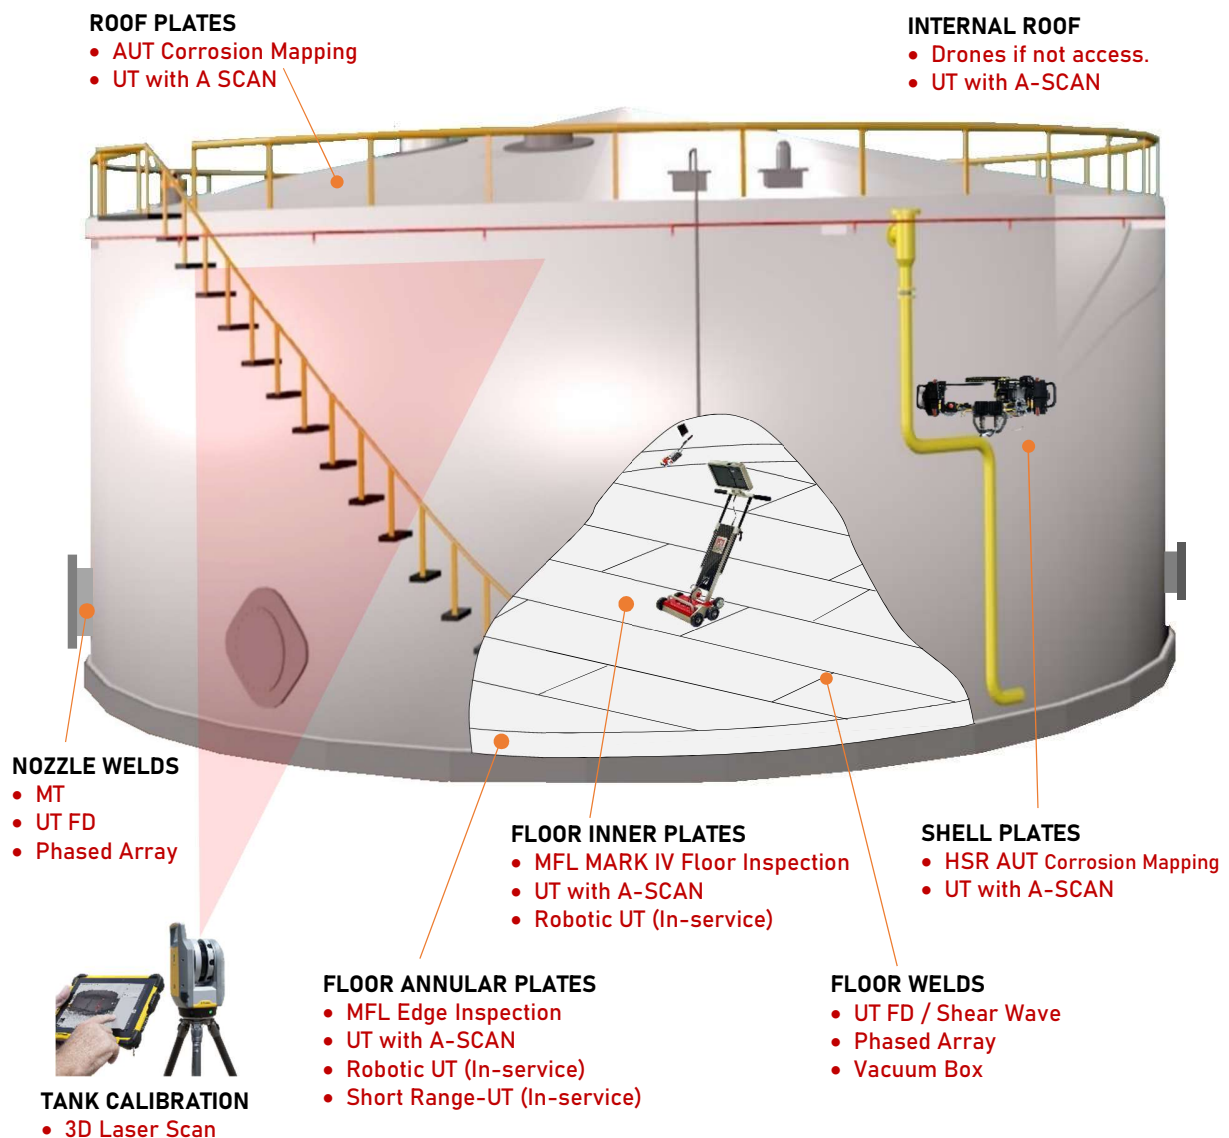 ROOF PLATES
• AUT Corrosion Mapping
• UT with A SCAN
INTERNAL ROOF
• Drones if not access.
• UT with A-SCAN
NOZZLE WELDS
• MT
• UT FD
• Phased Array
FLOOR INNER PLATES
• MFL MARK IV Floor Inspection
• UT with A-SCAN
• Robotic UT (In-service)
SHELL PLATES
• HSR AUT Corrosion Mapping
• UT with A-SCAN
FLOOR ANNULAR PLATES
• MFL Edge Inspection
• UT with A-SCAN
• Robotic UT (In-service)
• Short Range-UT (In-service)
FLOOR WELDS
• UT FD / Shear Wave
• Phased Array
• Vacuum Box
TANK CALIBRATION
• 3D Laser Scan